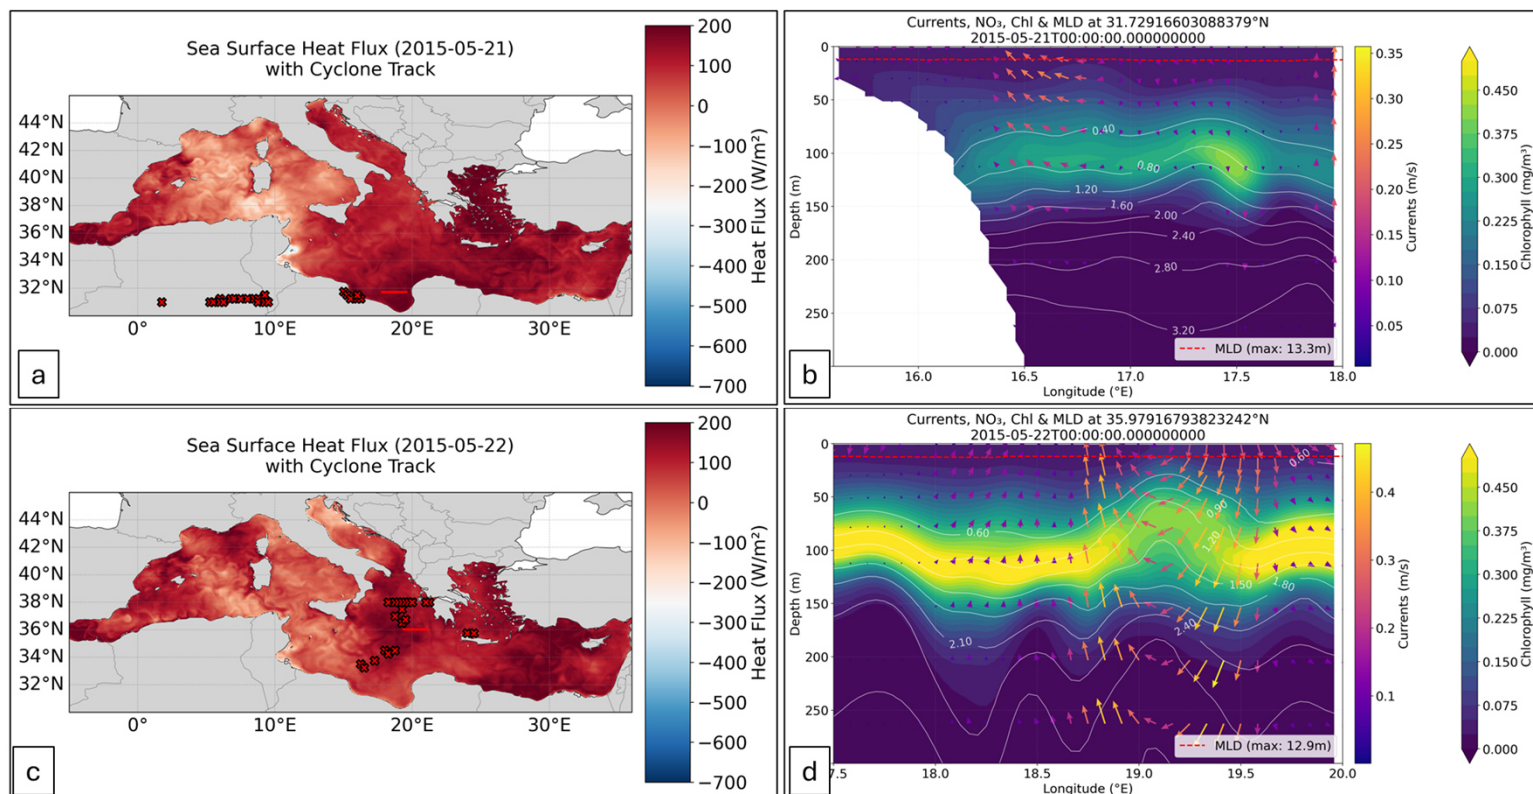 Sea Surface Heat Flux (2015-05-21)
with Cyclone Track
44°N
42°N
40°N
38°N
36°N
34°N
32°N
0°
10°E
20°E
30°E
200
100
0
−100
−200
−300
−400
−500
−600
−700
Heat Flux (W/m²)
a
Currents, NO₃, Chl & MLD at 31.72916603088379°N
2015-05-21T00:00:00.000000000
0
50
100
150
200
250
Depth (m)
0.40
0.80
1.20
1.60
2.00
2.40
2.80
3.20
MLD (max: 13.3m)
16.0
16.5
17.0
17.5
18.0
Longitude (°E)
0.35
0.30
0.25
0.20
0.15
0.10
0.05
Currents (m/s)
0.450
0.375
0.300
0.225
0.150
0.075
0.000
Chlorophyll (mg/m³)
b
Sea Surface Heat Flux (2015-05-22)
with Cyclone Track
44°N
42°N
40°N
38°N
36°N
34°N
32°N
0°
10°E
20°E
30°E
200
100
0
−100
−200
−300
−400
−500
−600
−700
Heat Flux (W/m²)
c
Currents, NO₃, Chl & MLD at 35.97916793823242°N
2015-05-22T00:00:00.000000000
0
50
100
150
200
250
Depth (m)
0.60
0.60
0.90
1.20
1.50
1.80
2.10
2.40
MLD (max: 12.9m)
7.5
18.0
18.5
19.0
19.5
20.0
Longitude (°E)
0.4
0.3
0.2
0.1
Currents (m/s)
0.450
0.375
0.300
0.225
0.150
0.075
0.000
Chlorophyll (mg/m³)
d